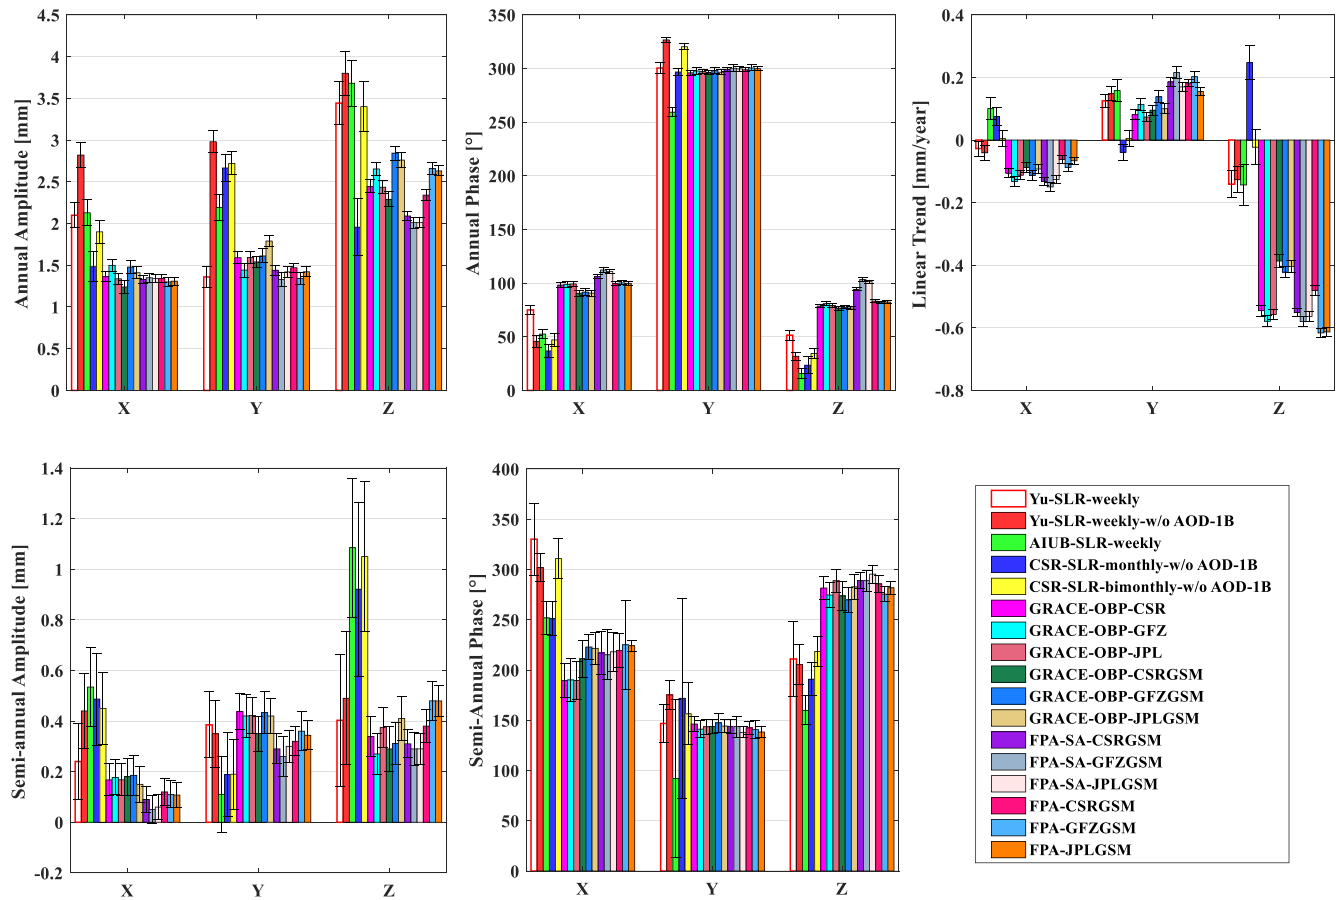 Annual Amplitude [mm]
4.5
4
3.5
3
2.5
2
1.5
1
0.5
0
X Y Z
Annual Phase [°]
350
300
250
200
150
100
50
0
X Y Z
Linear Trend [mm/year]
0.4
0.2
0
-0.2
-0.4
-0.6
-0.8
X Y Z
Semi-annual Amplitude [mm]
1.4
1.2
1
0.8
0.6
0.4
0.2
0
-0.2
X Y Z
Semi-Annual Phase [°]
400
350
300
250
200
150
100
50
0
X Y Z
Yu-SLR-weekly
Yu-SLR-weekly-w/o AOD-1B
AIUB-SLR-weekly
CSR-SLR-monthly-w/o AOD-1B
CSR-SLR-bimonthly-w/o AOD-1B
GRACE-OBP-CSR
GRACE-OBP-GFZ
GRACE-OBP-JPL
GRACE-OBP-CSRGSM
GRACE-OBP-GFZGSM
GRACE-OBP-JPLGSM
FPA-SA-CSRGSM
FPA-SA-GFZGSM
FPA-SA-JPLGSM
FPA-CSRGSM
FPA-GFZGSM
FPA-JPLGSM